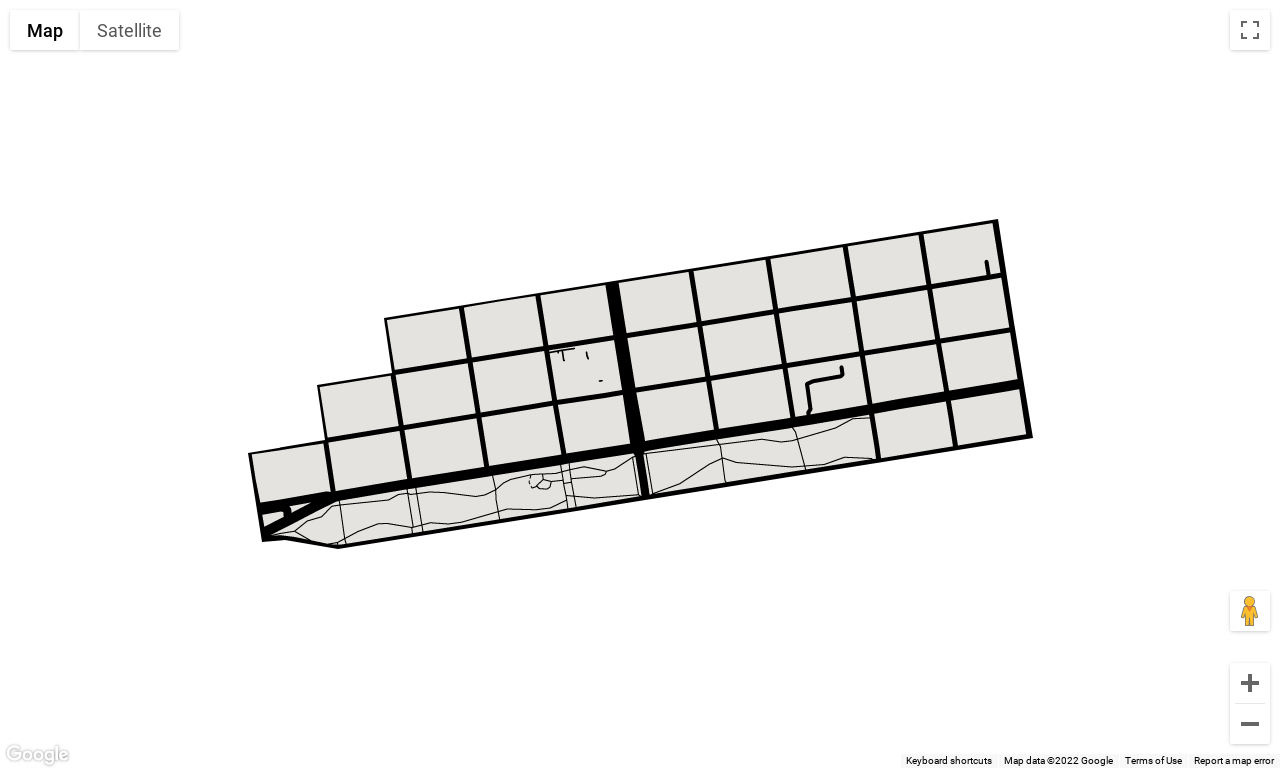 Map
Satellite
Google
Keyboard shortcuts
Map data ©2022 Google
Terms of Use
Report a map error